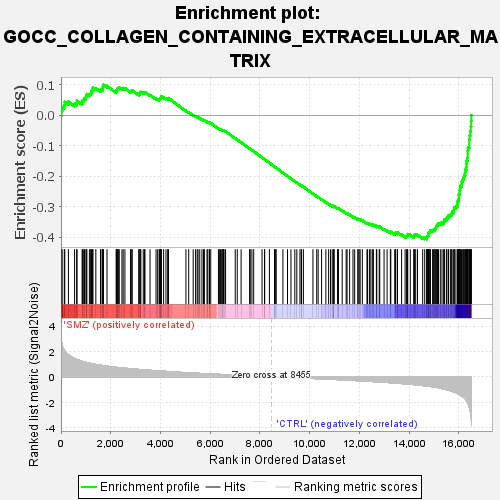 Enrichment plot:
GOCC_COLLAGEN_CONTAINING_EXTRACELLULAR_MA
TRIX
Enrichment score (ES)
0.1
0.0
-0.1
-0.2
-0.3
-0.4
Ranked list metric (Signal2Noise)
'SMZ' (positively correlated)
4
2
0
-2
-4
Zero cross at 8455
'CTRL' (negatively correlated)
0
2,000
4,000
6,000
8,000
10,000
12,000
14,000
16,000
Rank in Ordered Dataset
Enrichment profile
Hits
Ranking metric scores